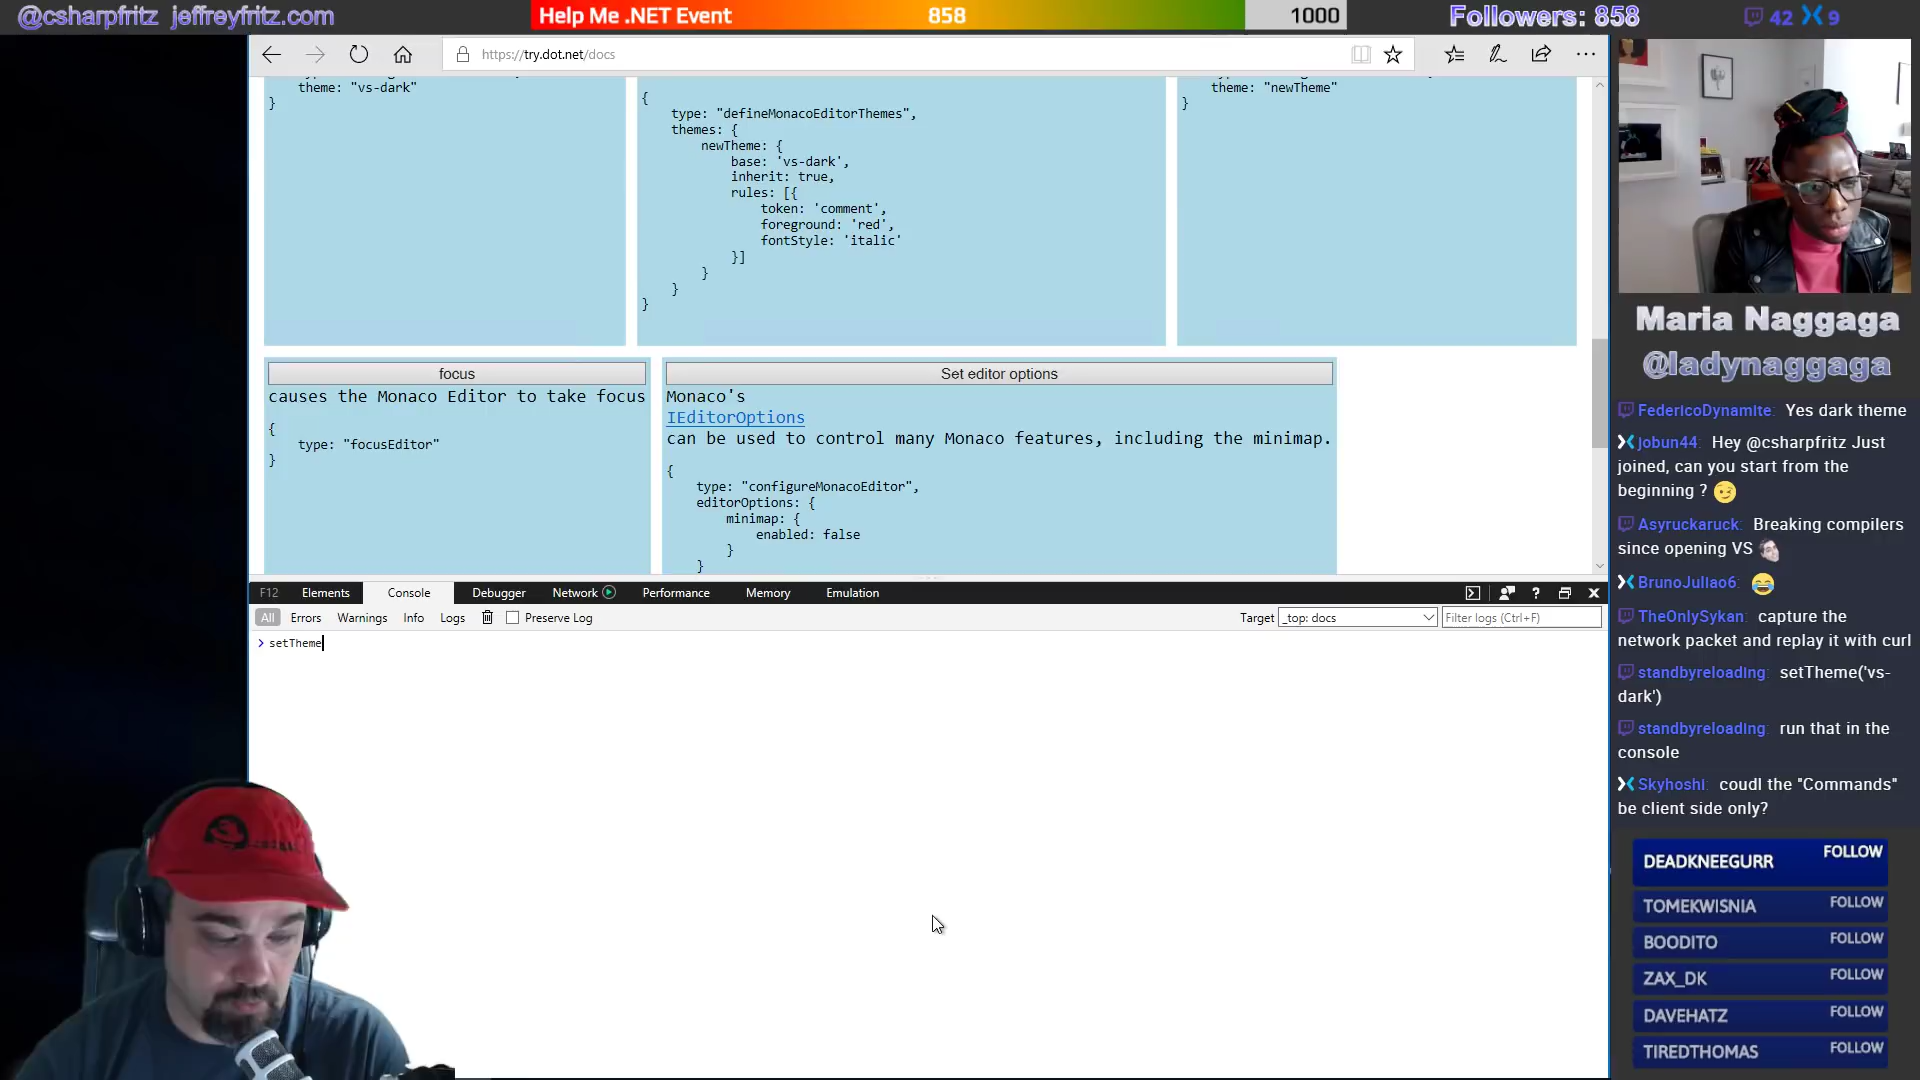 @csharpfritz jeffreyfritz.com
Help Me .NET Event 858 1000
Followers: 858 42 9
https://try.dot.net/docs
theme: "vs-dark"
}
{
type: "defineMonacoEditorThemes",
themes: {
newTheme: {
base: 'vs-dark',
inherit: true,
rules: [{
token: 'comment',
foreground: 'red',
fontStyle: 'italic'
}]
}
}
}
theme: "newTheme"
}
focus
causes the Monaco Editor to take focus
{
type: "focusEditor"
}
Set editor options
Monaco's
IEditorOptions
can be used to control many Monaco features, including the minimap.
{
type: "configureMonacoEditor",
editorOptions: {
minimap: {
enabled: false
}
}
F12 Elements Console Debugger Network Performance Memory Emulation
All Errors Warnings Info Logs Preserve Log Target _top: docs Filter logs (Ctrl+F)
> setTheme
Maria Naggaga
@ladynaggaga
FedericoDynamite: Yes dark theme
jobun44: Hey @csharpfritz Just
joined, can you start from the
beginning ?
Asyruckaruck: Breaking compilers
since opening VS
BrunoJuliao6:
TheOnlySykan: capture the
network packet and replay it with curl
standbyreloading: setTheme('vs-
dark')
standbyreloading: run that in the
console
Skyhoshi: coudl the "Commands"
be client side only?
DEADKNEEGURR FOLLOW
TOMEKWISNIA FOLLOW
BOODITO FOLLOW
ZAX_DK FOLLOW
DAVEHATZ FOLLOW
TIREDTHOMAS FOLLOW